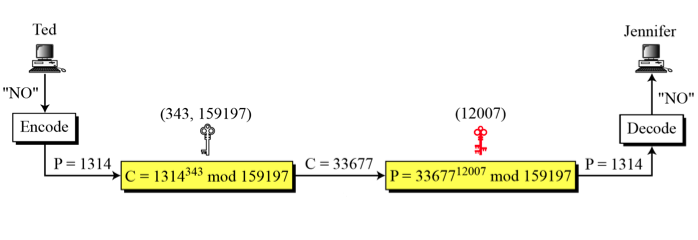 Ted
Jennifer
"NO"
Encode
(343, 159197)
P = 1314
C = 1314³⁴³ mod 159197
C = 33677
(12007)
P = 33677¹²⁰⁰⁷ mod 159197
P = 1314
Decode
"NO"